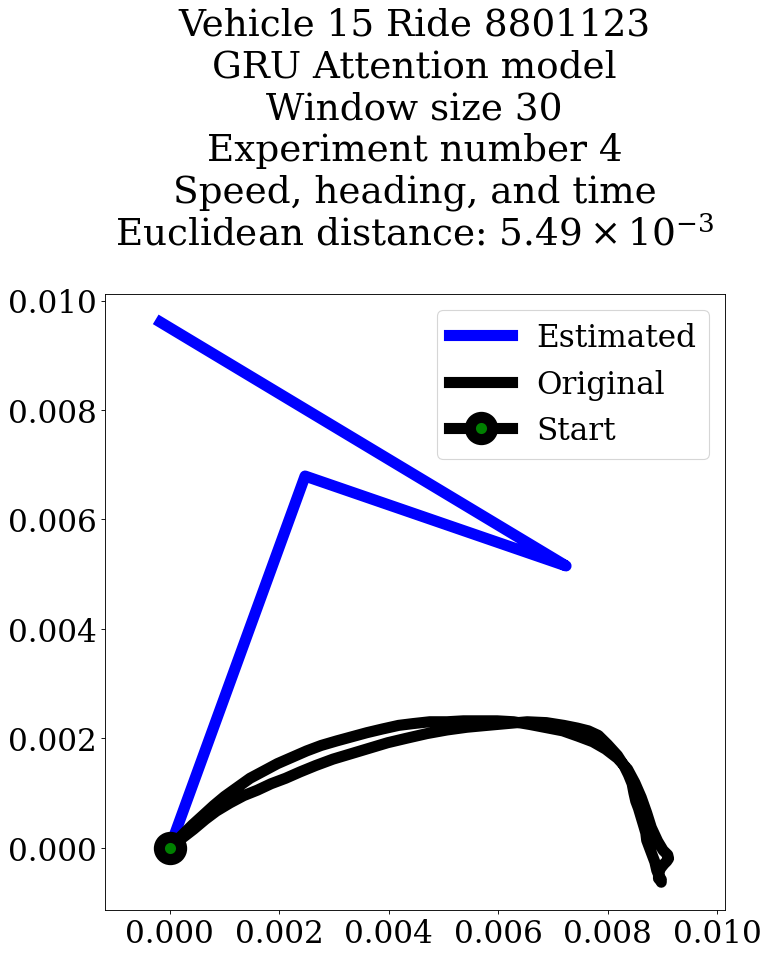 Vehicle 15 Ride 8801123
GRU Attention model
Window size 30
Experiment number 4
Speed, heading, and time
Euclidean distance: 5.49 × 10⁻³
0.010
0.008
0.006
0.004
0.002
0.000
Estimated
Original
Start
0.000 0.002 0.004 0.006 0.008 0.010